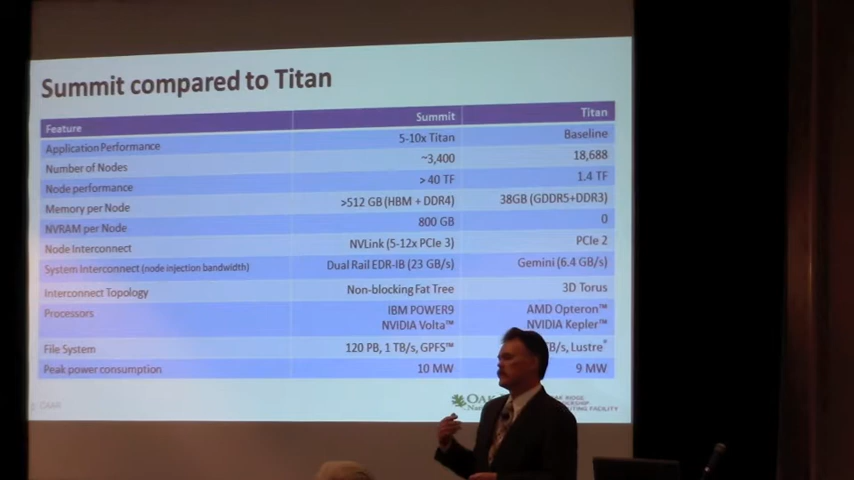 Summit compared to Titan
Feature Summit Titan
Application Performance 5-10x Titan Baseline
Number of Nodes ~3,400 18,688
Node performance > 40 TF 1.4 TF
Memory per Node >512 GB (HBM + DDR4) 38GB (GDDR5+DDR3)
NVRAM per Node 800 GB 0
Node Interconnect NVLink (5-12x PCIe 3) PCIe 2
System Interconnect (node injection bandwidth) Dual Rail EDR-IB (23 GB/s) Gemini (6.4 GB/s)
Interconnect Topology Non-blocking Fat Tree 3D Torus
Processors IBM POWER9 AMD Opteron™
NVIDIA Volta™ NVIDIA Kepler™
File System 120 PB, 1 TB/s, GPFS™ TB/s, Lustre®
Peak power consumption 10 MW 9 MW
CAAR
OAK RIDGE
FACILITY